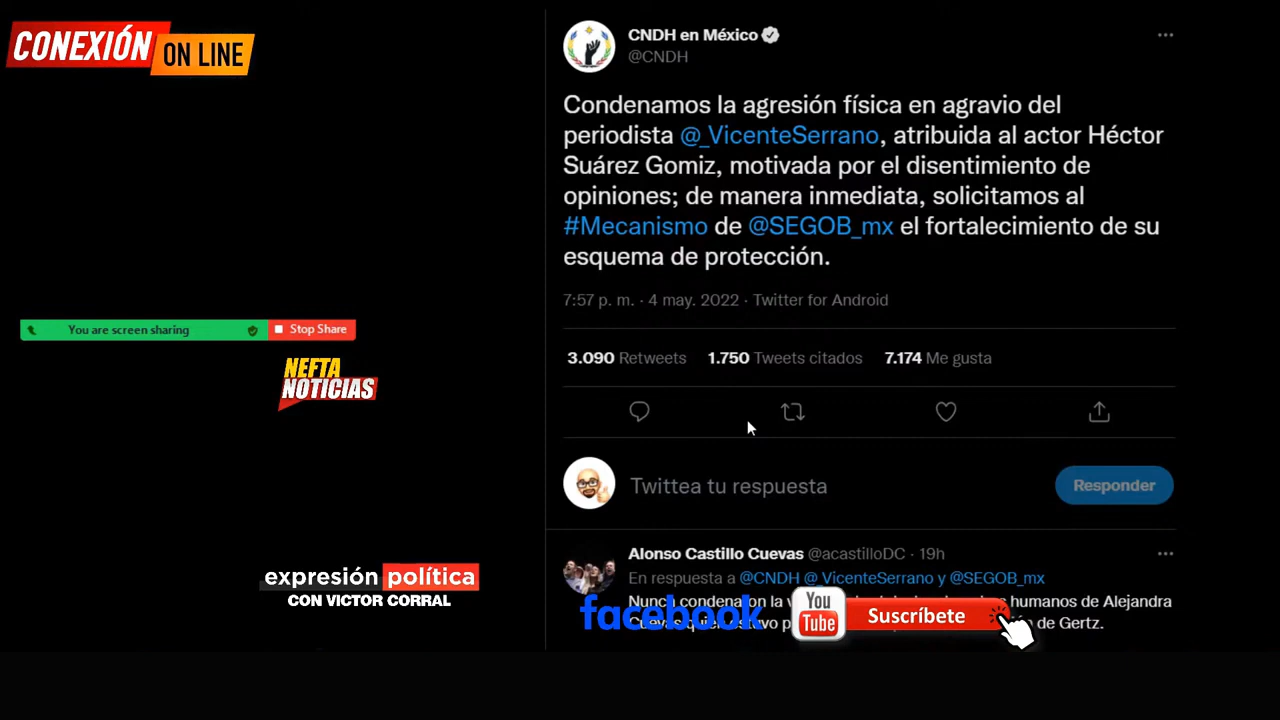 CONEXIÓN
ON LINE
CNDH en México
@CNDH
Condenamos la agresión física en agravio del
periodista @_VicenteSerrano, atribuida al actor Héctor
Suárez Gomiz, motivada por el disentimiento de
opiniones; de manera inmediata, solicitamos al
#Mecanismo de @SEGOB_mx el fortalecimiento de su
esquema de protección.
7:57 p. m. · 4 may. 2022 · Twitter for Android
3.090 Retweets 1.750 Tweets citados 7.174 Me gusta
You are screen sharing Stop Share
NEFTA
NOTICIAS
Twittea tu respuesta
Responder
Alonso Castillo Cuevas @acastilloDC · 19h
En respuesta a @CNDH @_VicenteSerrano y @SEGOB_mx
Nunca condenaron la humanos de Alejandra
Cuevas de Gertz.
expresión política
CON VICTOR CORRAL
facebook
You
Tube
Suscríbete